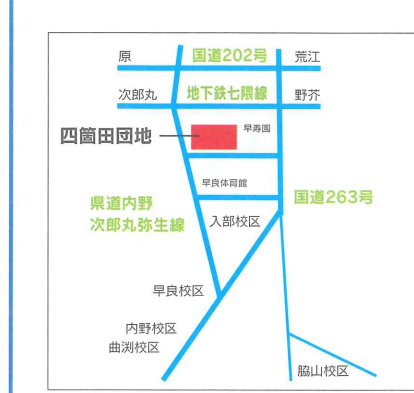 原 国道202号 荒江
次郎丸 地下鉄七隈線 野芥
早寿園
四箇田団地
早良体育館
国道263号
県道内野
次郎丸弥生線
入部校区
早良校区
内野校区
曲渕校区
脇山校区